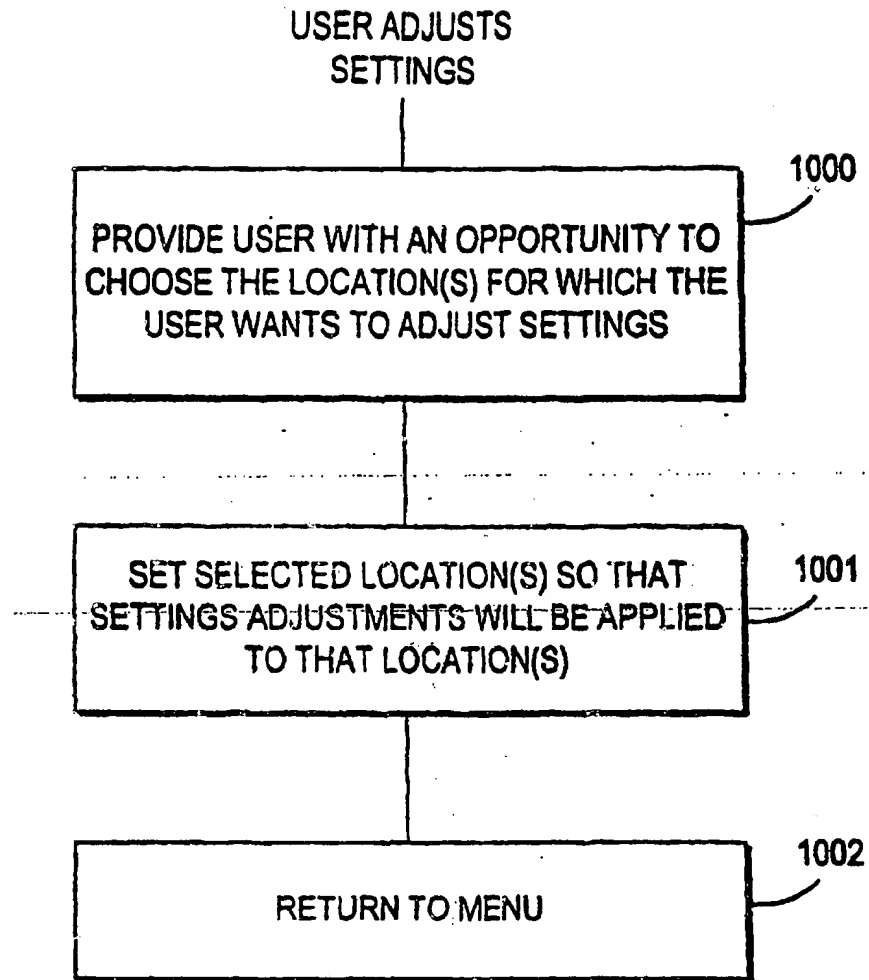 USER ADJUSTS
SETTINGS
1000
PROVIDE USER WITH AN OPPORTUNITY TO
CHOOSE THE LOCATION(S) FOR WHICH THE
USER WANTS TO ADJUST SETTINGS
1001
SET SELECTED LOCATION(S) SO THAT
SETTINGS ADJUSTMENTS WILL BE APPLIED
TO THAT LOCATION(S)
1002
RETURN TO MENU